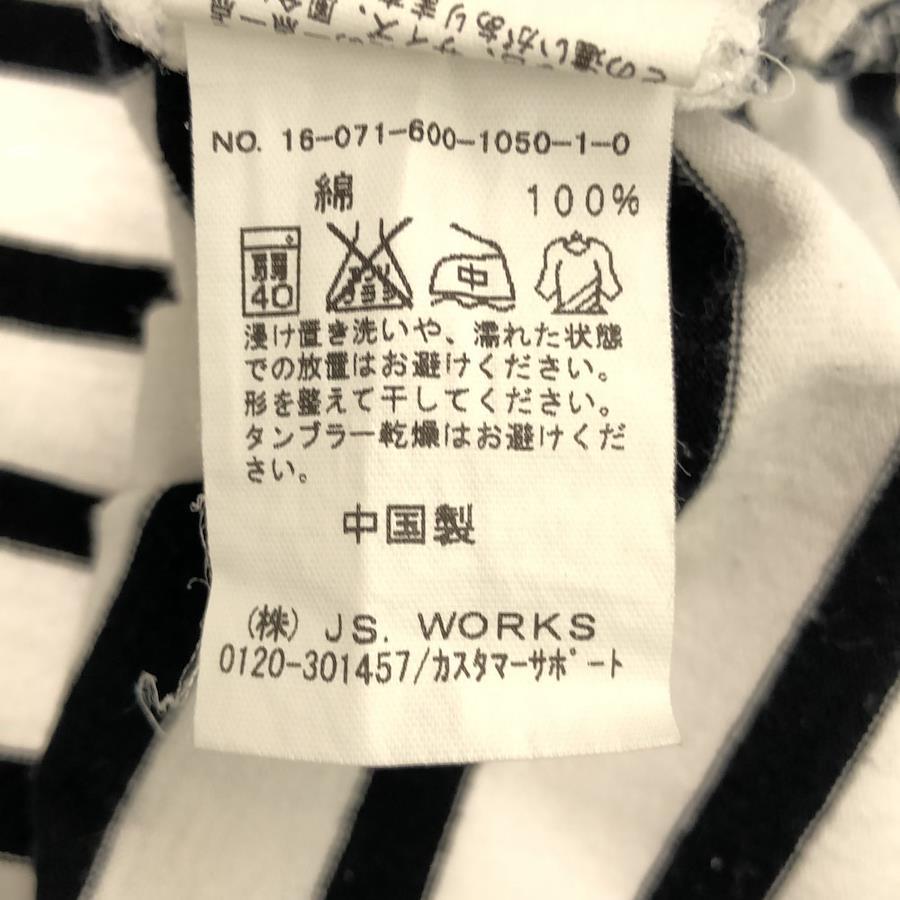 NO. 16-071-600-1050-1-0
綿 100%
弱 40
中
浸け置き洗いや、濡れた状態
での放置はお避けください。
形を整えて干してください。
タンブラー乾燥はお避けくだ
さい。
中国製
(株) JS. WORKS
0120-301457/カスタマーサポート